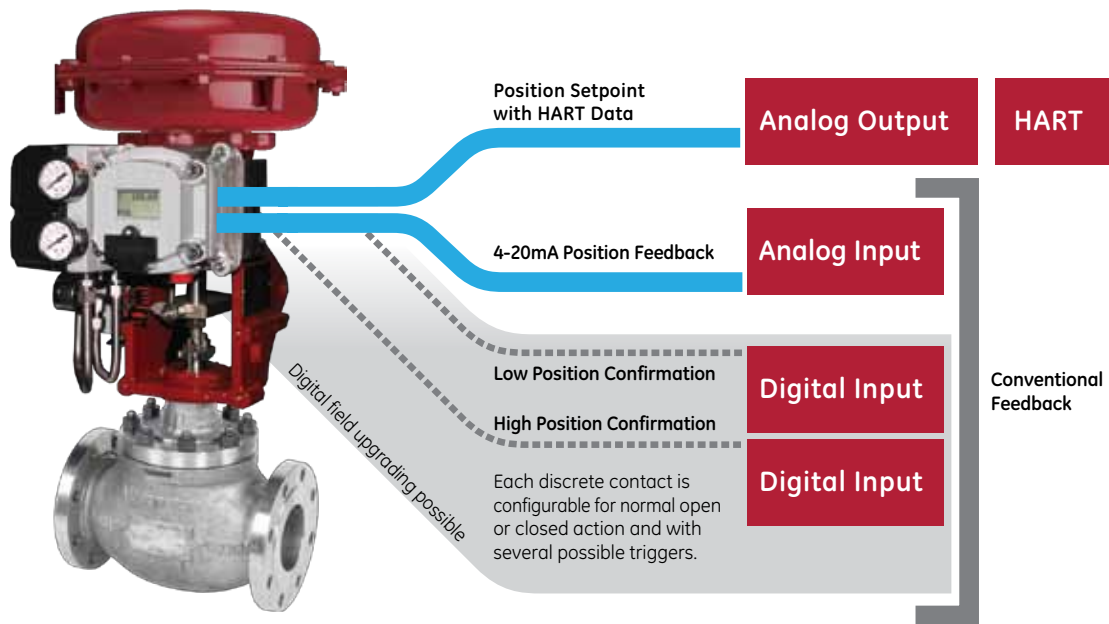 Position Setpoint
with HART Data
Analog Output
HART
4-20mA Position Feedback
Analog Input
Low Position Confirmation
Digital Input
High Position Confirmation
Digital Input
Conventional
Feedback
Digital field upgrading possible
Each discrete contact is
configurable for normal open
or closed action and with
several possible triggers.